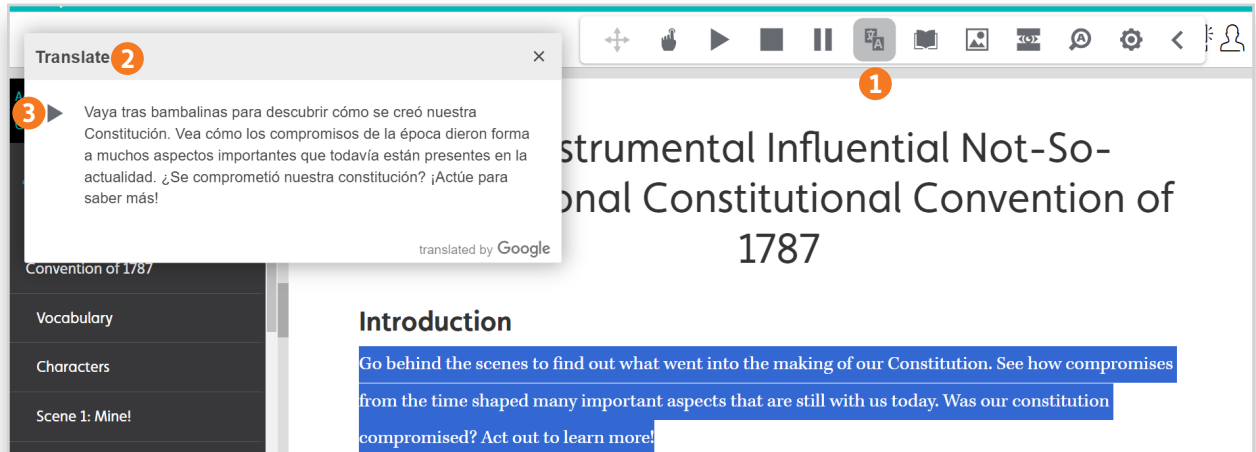 Translate 2
1
3
Vaya tras bambalinas para descubrir cómo se creó nuestra
Constitución. Vea cómo los compromisos de la época dieron forma
a muchos aspectos importantes que todavía están presentes en la
actualidad. ¿Se comprometió nuestra constitución? ¡Actúe para
saber más!
translated by Google
strumental Influential Not-So-
onal Constitutional Convention of
1787
Convention of 1787
Vocabulary
Characters
Scene 1: Mine!
Introduction
Go behind the scenes to find out what went into the making of our Constitution. See how compromises
from the time shaped many important aspects that are still with us today. Was our constitution
compromised? Act out to learn more!